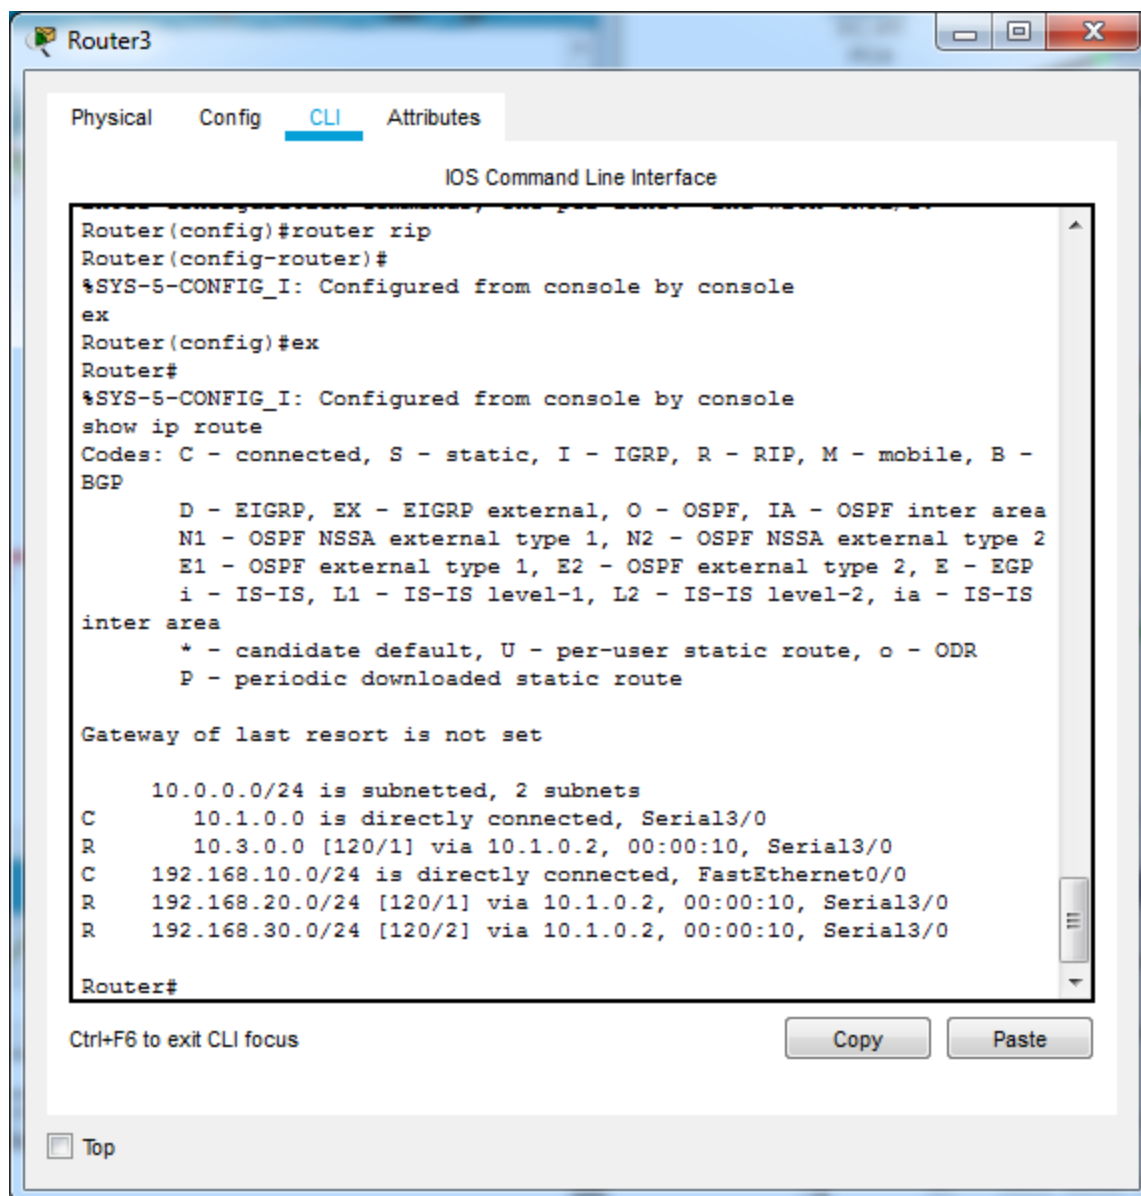 Router3
Physical Config CLI Attributes
IOS Command Line Interface
Router(config)#router rip
Router(config-router)#
%SYS-5-CONFIG_I: Configured from console by console
ex
Router(config)#ex
Router#
%SYS-5-CONFIG_I: Configured from console by console
show ip route
Codes: C - connected, S - static, I - IGRP, R - RIP, M - mobile, B -
BGP
       D - EIGRP, EX - EIGRP external, O - OSPF, IA - OSPF inter area
       N1 - OSPF NSSA external type 1, N2 - OSPF NSSA external type 2
       E1 - OSPF external type 1, E2 - OSPF external type 2, E - EGP
       i - IS-IS, L1 - IS-IS level-1, L2 - IS-IS level-2, ia - IS-IS
inter area
       * - candidate default, U - per-user static route, o - ODR
       P - periodic downloaded static route
Gateway of last resort is not set
     10.0.0.0/24 is subnetted, 2 subnets
C       10.1.0.0 is directly connected, Serial3/0
R       10.3.0.0 [120/1] via 10.1.0.2, 00:00:10, Serial3/0
C    192.168.10.0/24 is directly connected, FastEthernet0/0
R    192.168.20.0/24 [120/1] via 10.1.0.2, 00:00:10, Serial3/0
R    192.168.30.0/24 [120/2] via 10.1.0.2, 00:00:10, Serial3/0
Router#
Ctrl+F6 to exit CLI focus
Copy Paste
Top